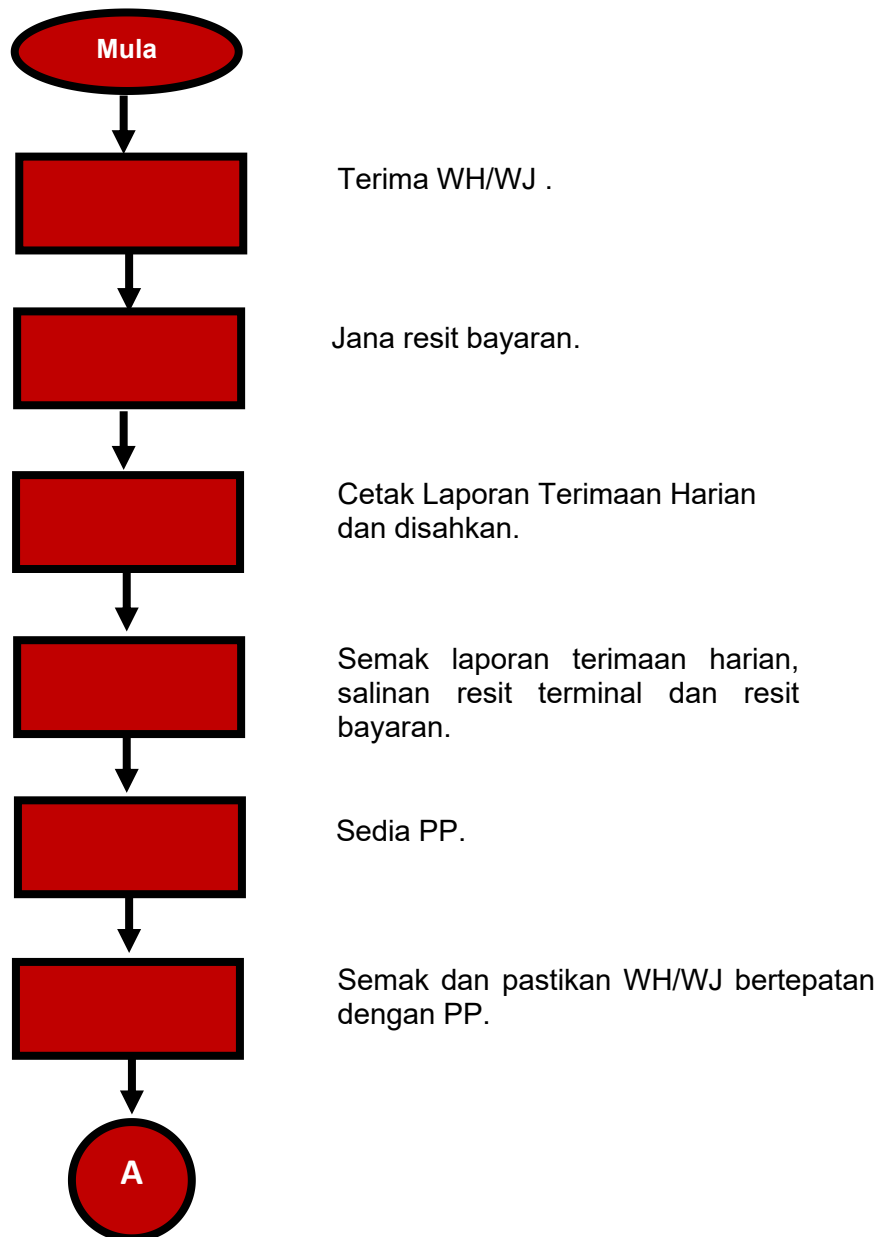 Mula
Terima WH/WJ .
Jana resit bayaran.
Cetak Laporan Terimaan Harian
dan disahkan.
Semak laporan terimaan harian,
salinan resit terminal dan resit
bayaran.
Sedia PP.
Semak dan pastikan WH/WJ bertepatan
dengan PP.
A